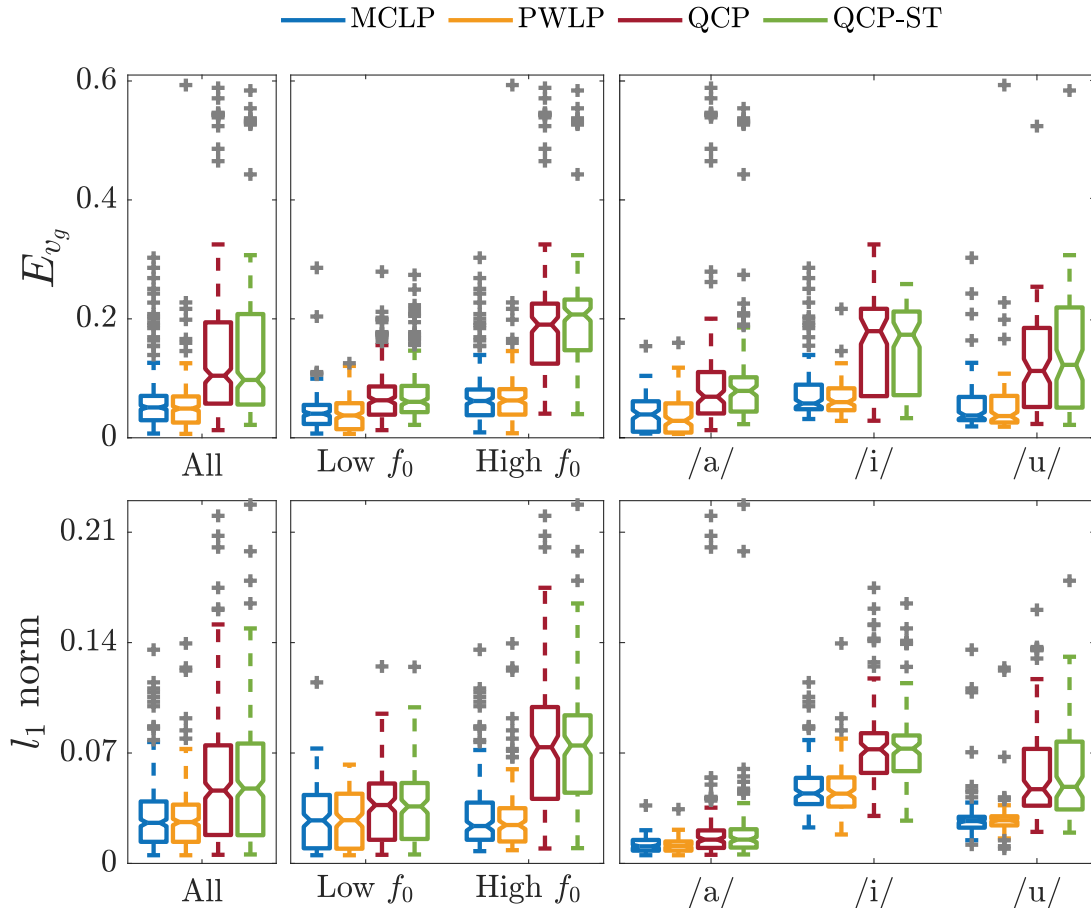 MCLP PWLP QCP QCP-ST
0.6
0.4
0.2
0
E_{v_g}
All Low f_0 High f_0 /a/ /i/ /u/
0.21
0.14
0.07
0
l_1 norm
All Low f_0 High f_0 /a/ /i/ /u/